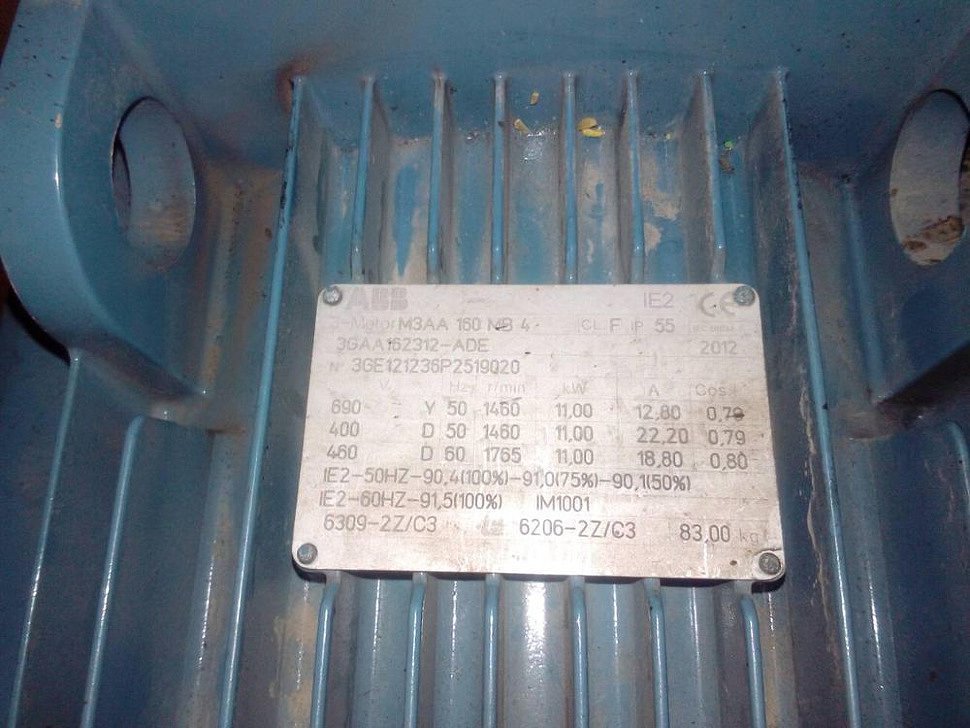 ABB IE2 CE
3~Motor M3AA 160 MB 4 CL. F IP 55
3GAA162312-ADE 2012
N° 3GE121236P2519020
V Hz r/min kW A Cos
690 Y 50 1460 11,00 12,80 0,79
400 D 50 1460 11,00 22,20 0,79
460 D 60 1765 11,00 18,80 0,80
IE2-50HZ-90,4(100%)-91,0(75%)-90,1(50%)
IE2-60HZ-91,5(100%) IM1001
6309-2Z/C3 6206-2Z/C3 83,00 kg